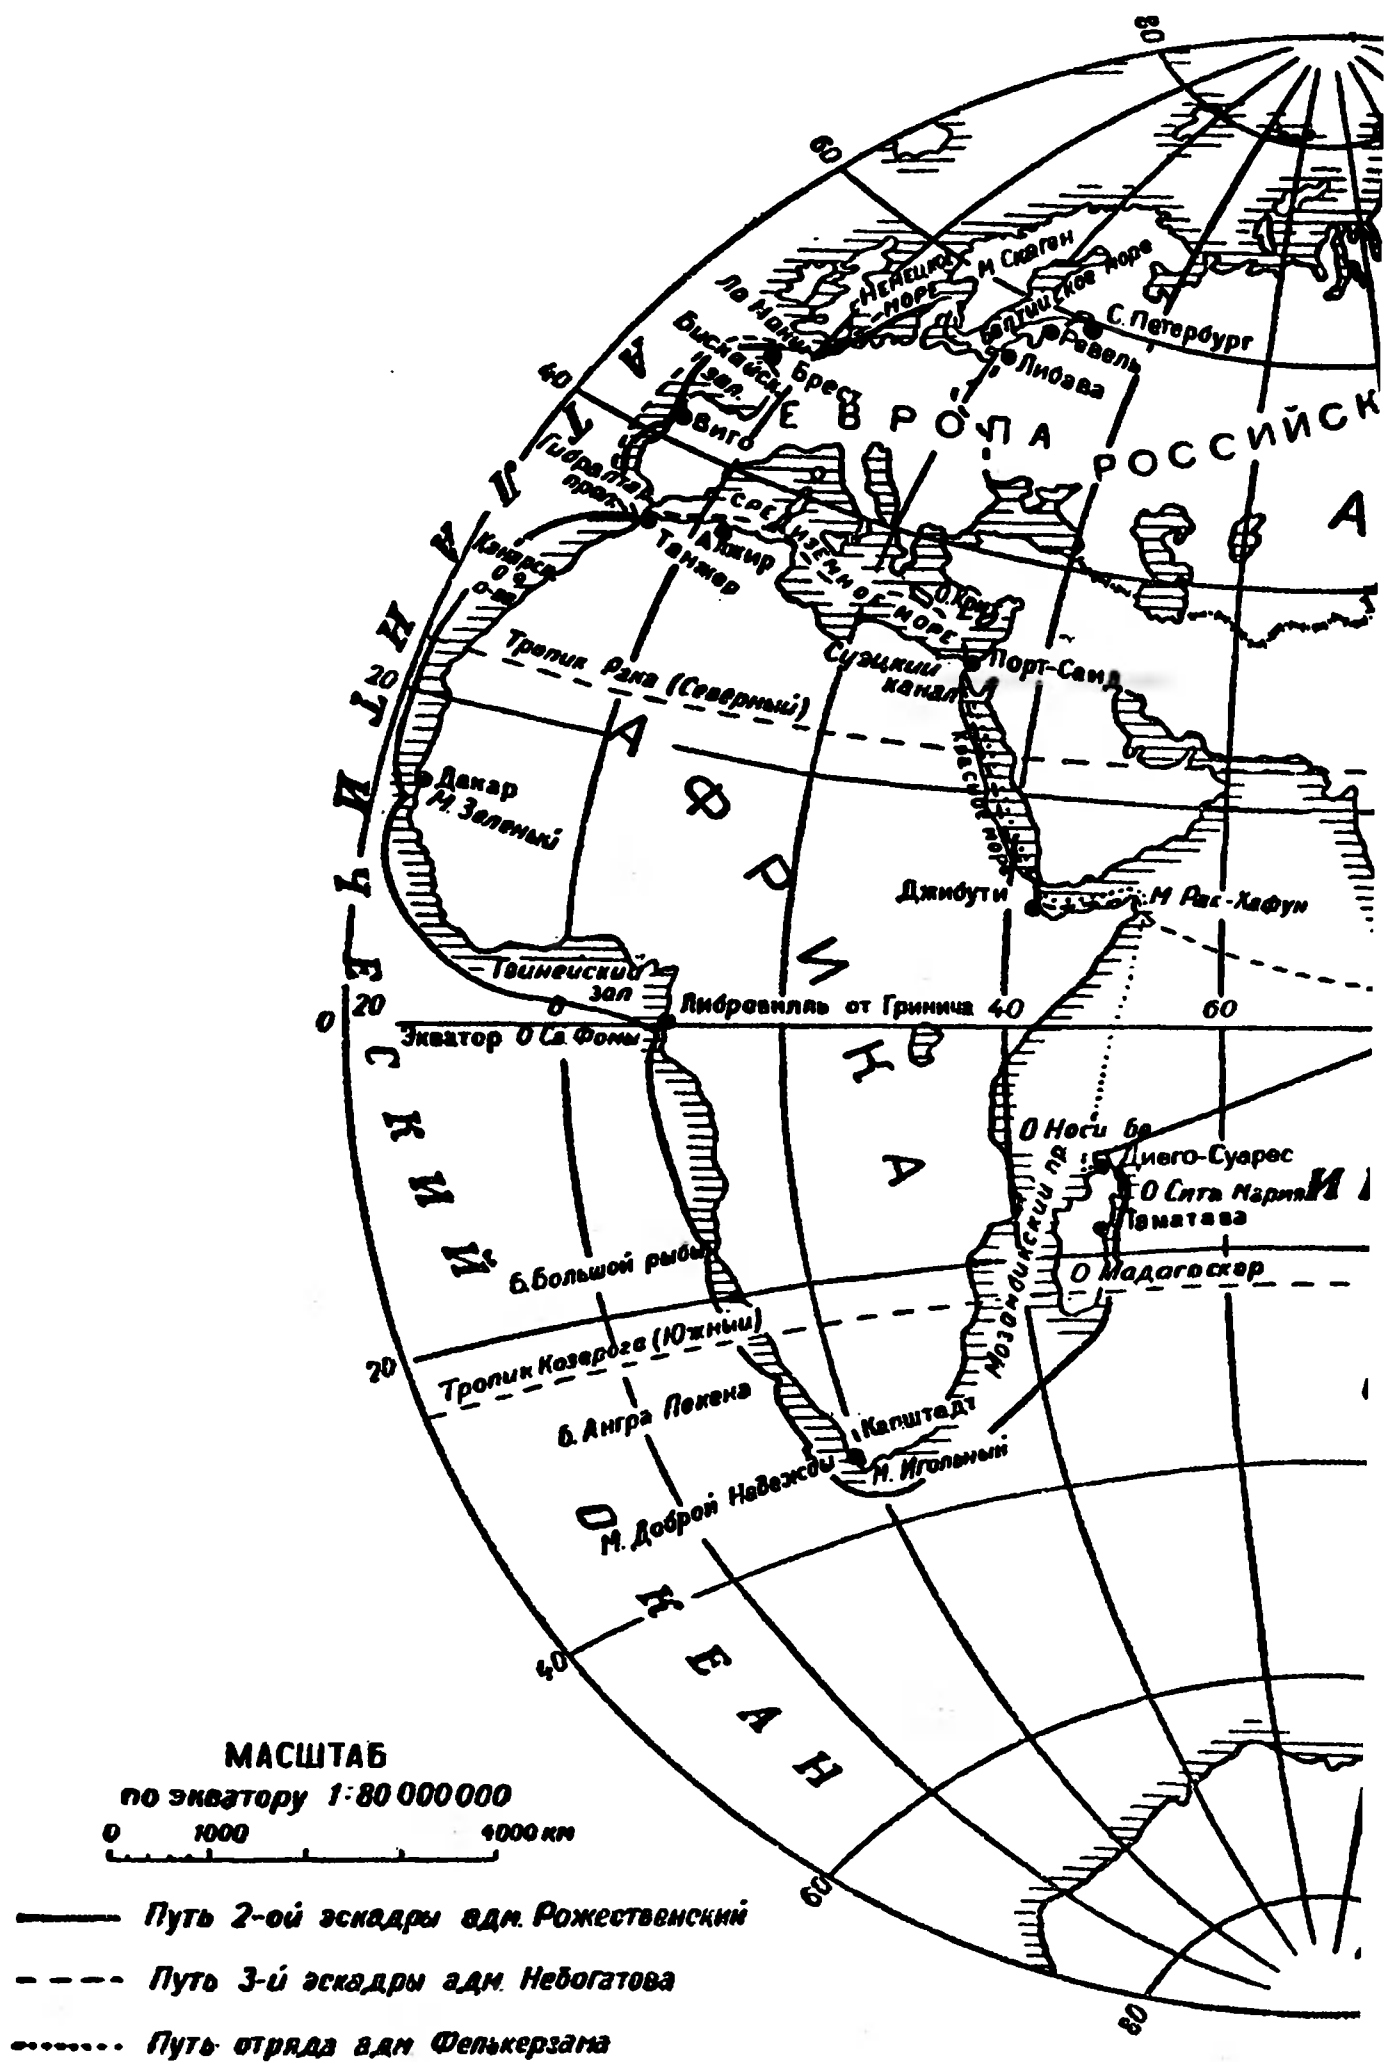 80
60
М Скаген
Немецкое
море
Балтийское море
С. Петербург
Ревель
Либава
Бискайск.
зал.
Брест
40
Виго
ЕВРОПА
РОССИЙСК
А
Гибралтар
прол.
СРЕДИЗЕМНОЕ МОРЕ
Алжир
Танжер
Канарск
о-ва
О. Крит
Порт-Саид
Суэцкий
канал
Тропик Рака (Северный)
20
Красное море
Дакар
М. Зеленый
Джибути
М Рас-Хафун
Гвинейский
зал
0
20
0
Либревилль от Гринича
40
60
Экватор О Св. Фомы
АФРИКА
О Носи бе
Диего-Суарес
О Снта Мария
Таматава
И
О Мадагаскар
Мозамбикский пр
б. Большой рыбы
20
Тропик Козерога (Южный)
б. Ангра Пекена
Капштадт
М. Игольный
М. Доброй Надежды
АТЛАНТИЧЕСКИЙ
ОКЕАН
40
60
80
МАСШТАБ
по экватору 1:80 000 000
0 1000 4000 км
Путь 2-ой эскадры адм. Рожественский
Путь 3-й эскадры адм. Небогатова
Путь отряда адм Фелькерзама